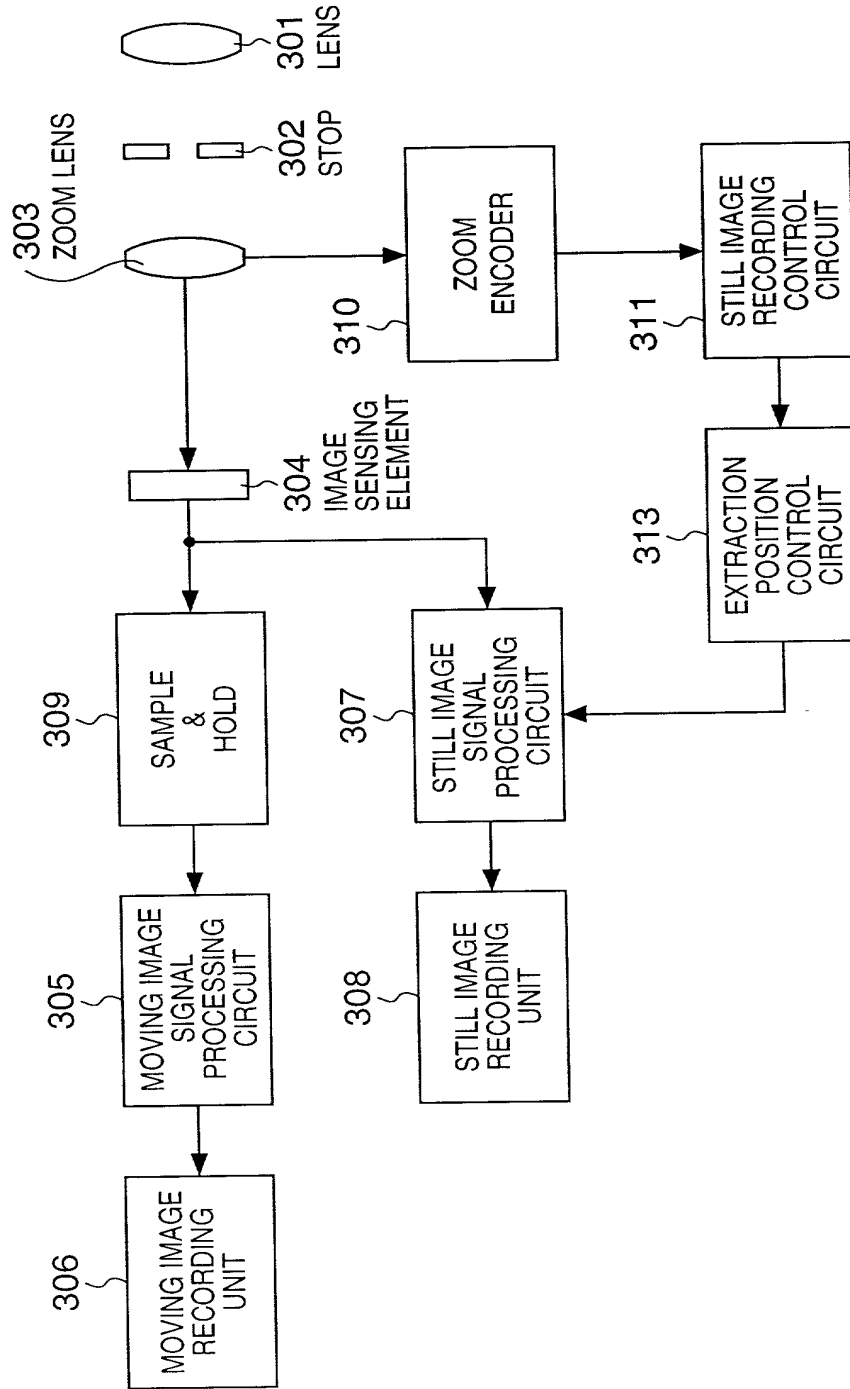 301
LENS
302
STOP
303
ZOOM LENS
304
IMAGE
SENSING
ELEMENT
309
SAMPLE
&
HOLD
305
MOVING IMAGE
SIGNAL
PROCESSING
CIRCUIT
306
MOVING IMAGE
RECORDING
UNIT
307
STILL IMAGE
SIGNAL
PROCESSING
CIRCUIT
308
STILL IMAGE
RECORDING
UNIT
310
ZOOM
ENCODER
311
STILL IMAGE
RECORDING
CONTROL
CIRCUIT
313
EXTRACTION
POSITION
CONTROL
CIRCUIT